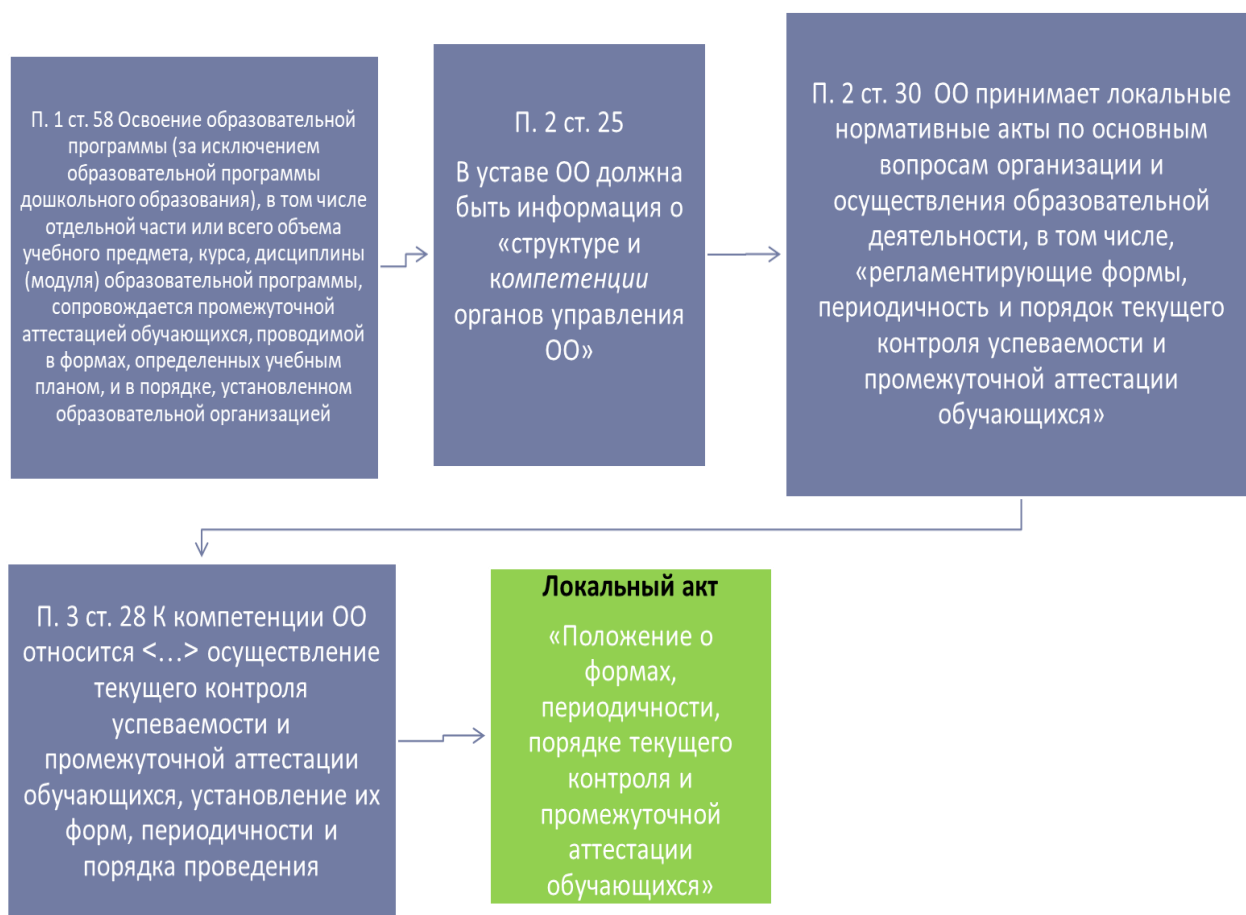 П. 1 ст. 58 Освоение образовательной
программы (за исключением
образовательной программы
дошкольного образования), в том числе
отдельной части или всего объема
учебного предмета, курса, дисциплины
(модуля) образовательной программы,
сопровождается промежуточной
аттестацией обучающихся, проводимой
в формах, определенных учебным
планом, и в порядке, установленном
образовательной организацией
П. 2 ст. 25
В уставе ОО должна
быть информация о
«структуре и
компетенции
органов управления
ОО»
П. 2 ст. 30 ОО принимает локальные
нормативные акты по основным
вопросам организации и
осуществления образовательной
деятельности, в том числе,
«регламентирующие формы,
периодичность и порядок текущего
контроля успеваемости и
промежуточной аттестации
обучающихся»
П. 3 ст. 28 К компетенции ОО
относится <...> осуществление
текущего контроля
успеваемости и
промежуточной аттестации
обучающихся, установление их
форм, периодичности и
порядка проведения
Локальный акт
«Положение о
формах,
периодичности,
порядке текущего
контроля и
промежуточной
аттестации
обучающихся»